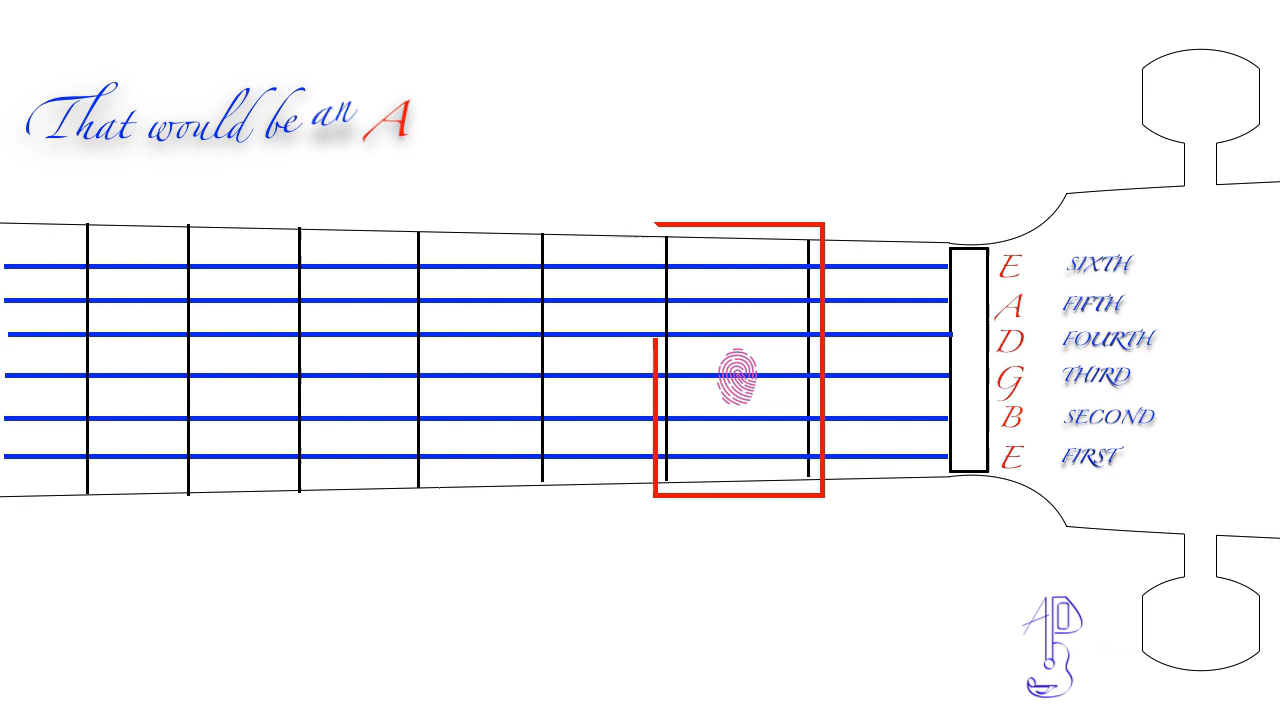 That would be an A
E SIXTH
A FIFTH
D FOURTH
G THIRD
B SECOND
E FIRST